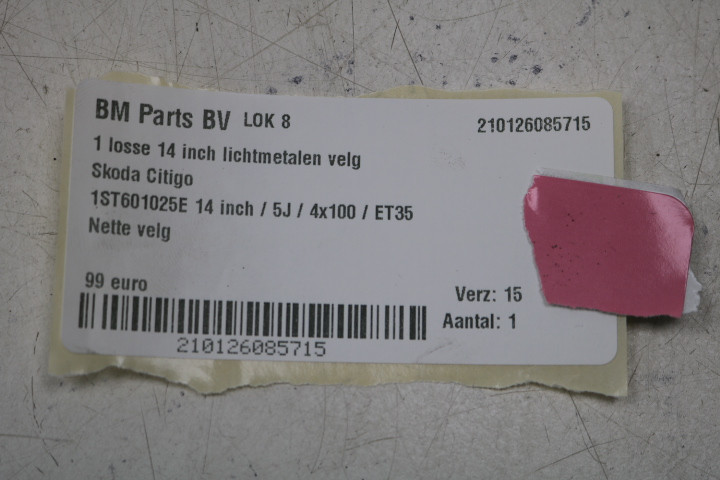 BM Parts BV LOK 8
210126085715
1 losse 14 inch lichtmetalen velg
Skoda Citigo
1ST601025E 14 inch / 5J / 4x100 / ET35
Nette velg
99 euro
Verz: 15
Aantal: 1
210126085715